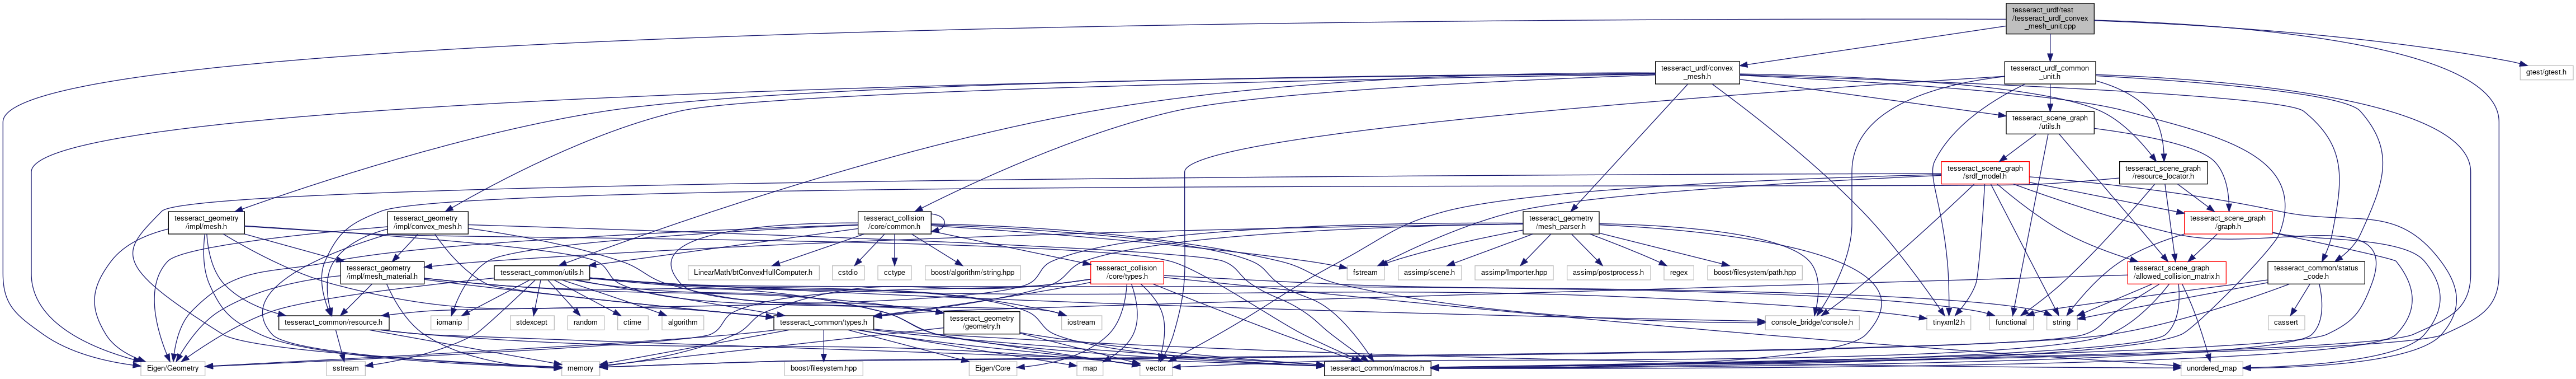 tesseract_urdf/test
/tesseract_urdf_convex
_mesh_unit.cpp
tesseract_urdf/convex
_mesh.h
tesseract_urdf_common
_unit.h
gtest/gtest.h
tesseract_scene_graph
/utils.h
tesseract_scene_graph
/srdf_model.h
tesseract_scene_graph
/resource_locator.h
tesseract_geometry
/impl/mesh.h
tesseract_geometry
/impl/convex_mesh.h
tesseract_collision
/core/common.h
tesseract_geometry
/mesh_parser.h
tesseract_scene_graph
/graph.h
tesseract_geometry
/impl/mesh_material.h
tesseract_common/utils.h
LinearMath/btConvexHullComputer.h
cstdio
cctype
boost/algorithm/string.hpp
tesseract_collision
/core/types.h
fstream
assimp/scene.h
assimp/Importer.hpp
assimp/postprocess.h
regex
boost/filesystem/path.hpp
tesseract_scene_graph
/allowed_collision_matrix.h
tesseract_common/status
_code.h
tesseract_common/resource.h
iomanip
stdexcept
random
ctime
algorithm
tesseract_common/types.h
tesseract_geometry
/geometry.h
iostream
console_bridge/console.h
tinyxml2.h
functional
string
cassert
Eigen/Geometry
sstream
memory
boost/filesystem.hpp
Eigen/Core
map
vector
tesseract_common/macros.h
unordered_map